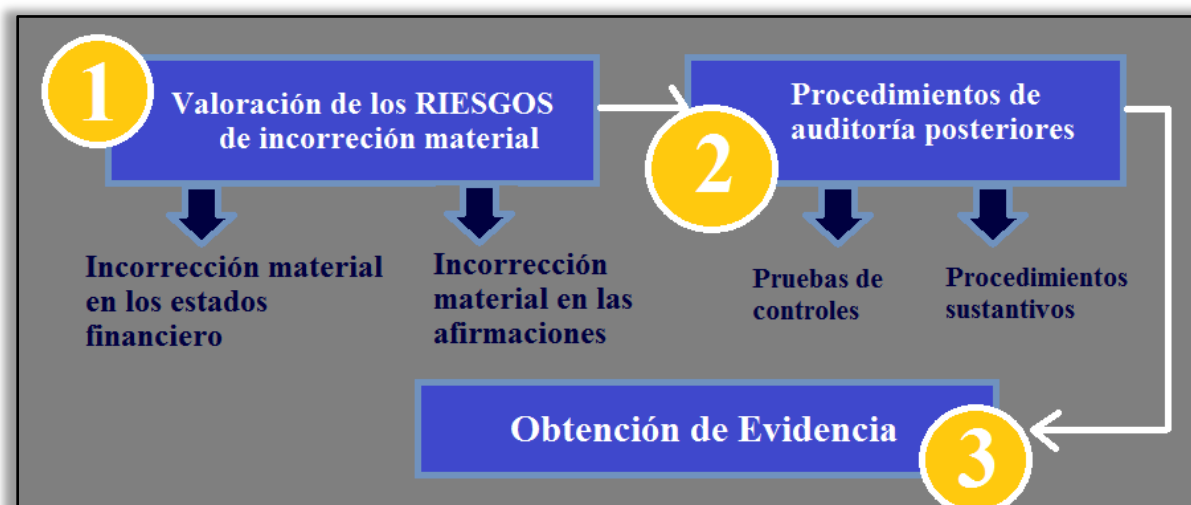 1
Valoración de los RIESGOS
de incorreción material
Incorrección material
en los estados
financiero
Incorrección
material en las
afirmaciones
2
Procedimientos de
auditoría posteriores
Pruebas de
controles
Procedimientos
sustantivos
Obtención de Evidencia
3